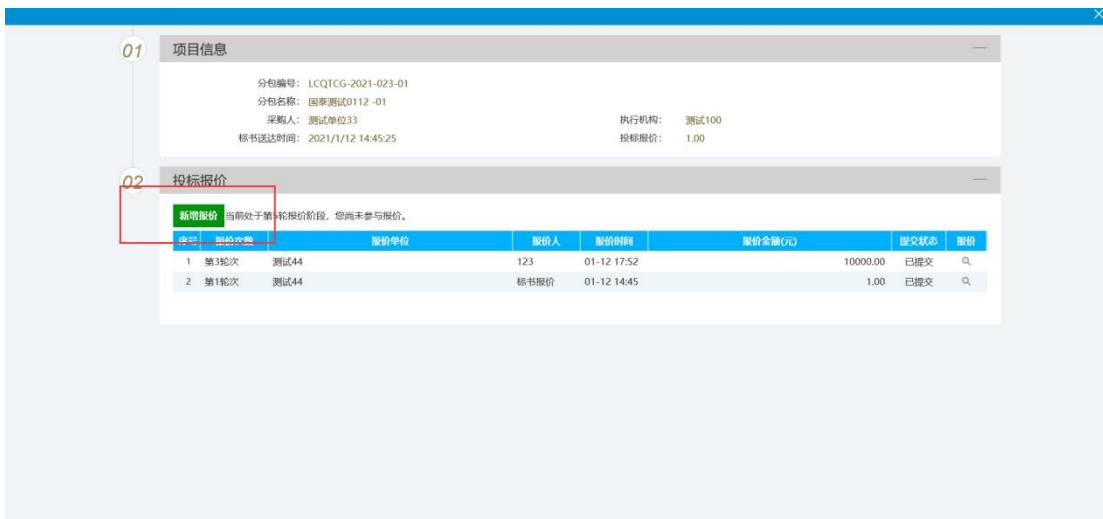 01 项目信息
分包编号: LCQTCG-2021-023-01
分包名称: 国泰测试0112 -01
采购人: 测试单位33 执行机构: 测试100
标书送达时间: 2021/1/12 14:45:25 投标报价: 1.00
02 投标报价
新增报价 当前处于第5轮报价阶段，您尚未参与报价。
序号 报价次数 报价单位 报价人 报价时间 报价金额(元) 提交状态 报价
1 第3轮次 测试44 123 01-12 17:52 10000.00 已提交
2 第1轮次 测试44 标书报价 01-12 14:45 1.00 已提交